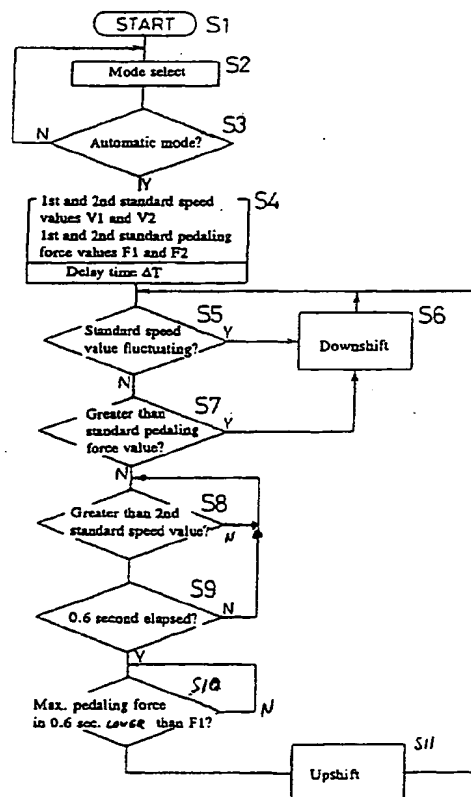 START S1
Mode select S2
S3
N Automatic mode?
Y
S4
1st and 2nd standard speed
values V1 and V2
1st and 2nd standard pedaling
force values F1 and F2
Delay time ΔT
S5 S6
Standard speed Y
value fluctuating? Downshift
N
S7
Greater than
standard pedaling Y
force value?
N
S8
Greater than 2nd
standard speed value? N
S9
0.6 second elapsed? N
Y
S10
Max. pedaling force
in 0.6 sec. LOWER than F1? N
S11
Upshift